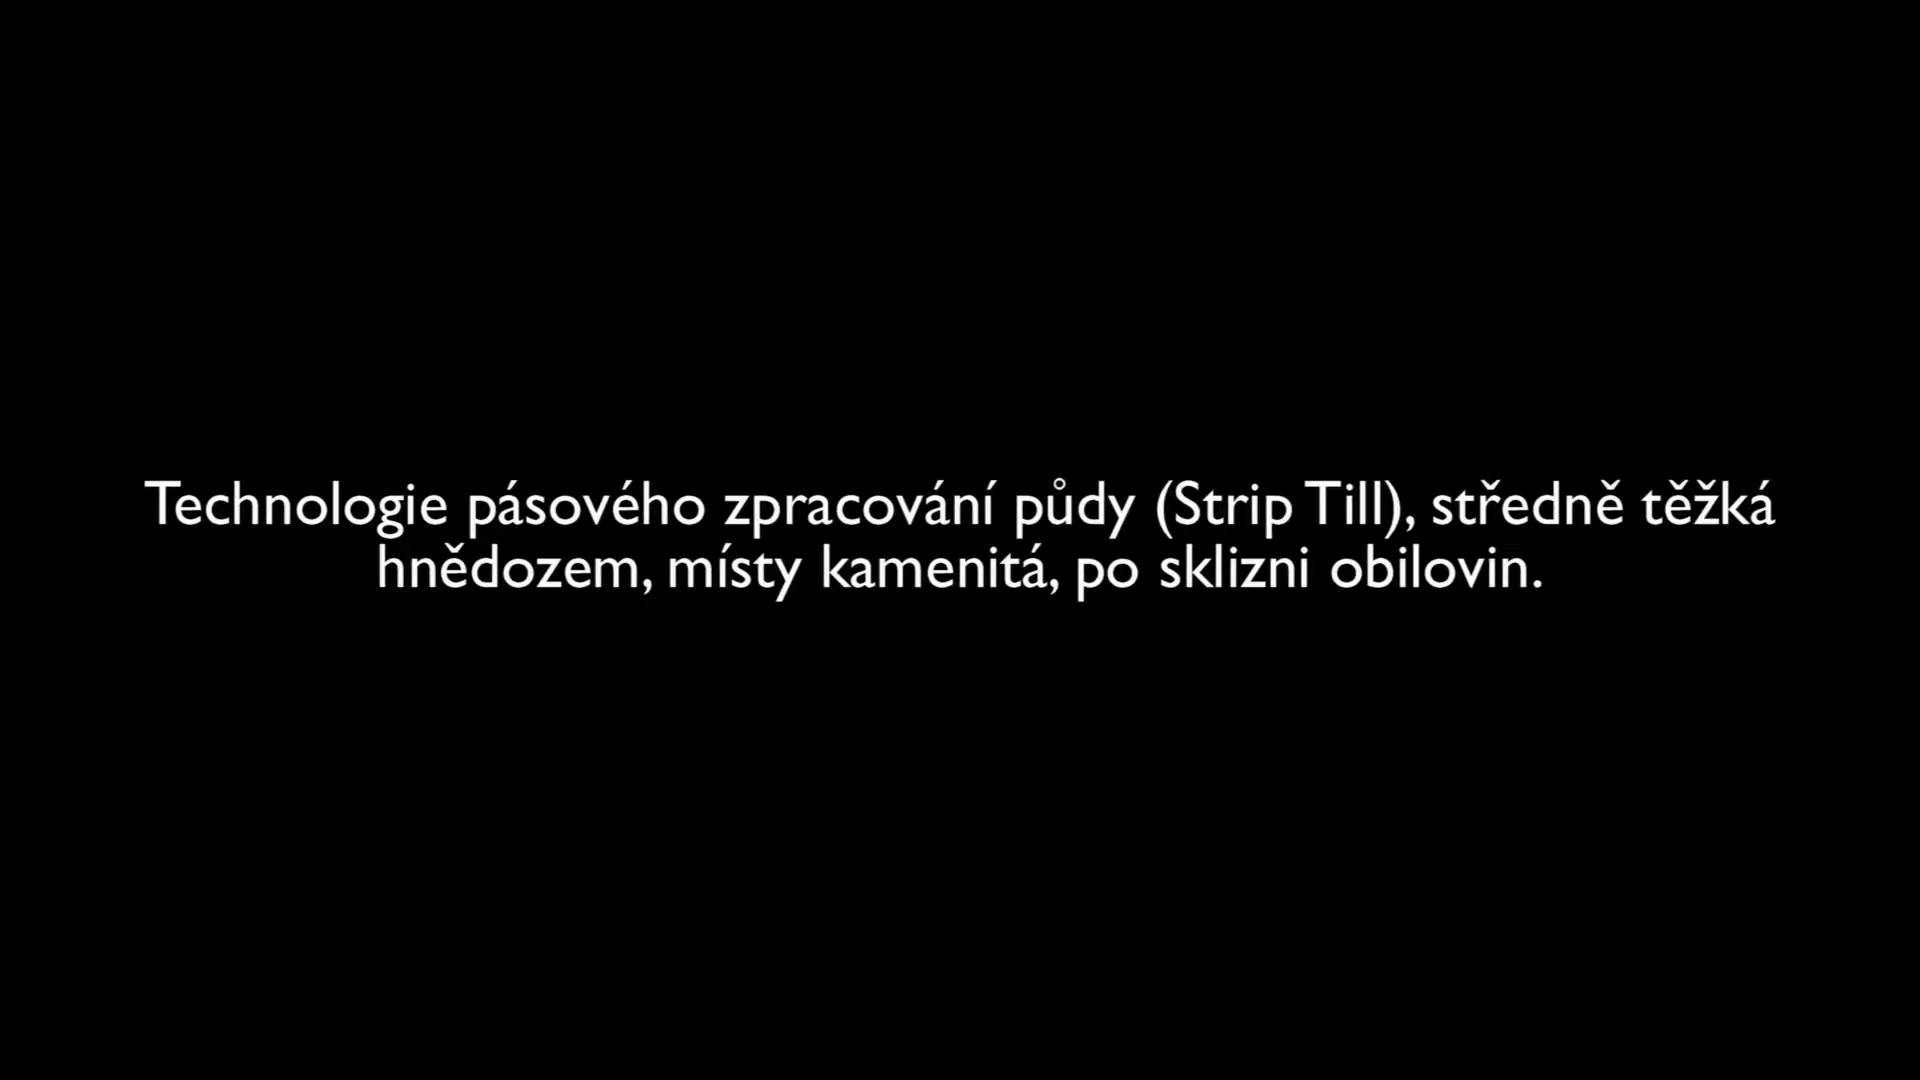 Technologie pásového zpracování půdy (Strip Till), středně těžká
hnědozem, místy kamenitá, po sklizni obilovin.